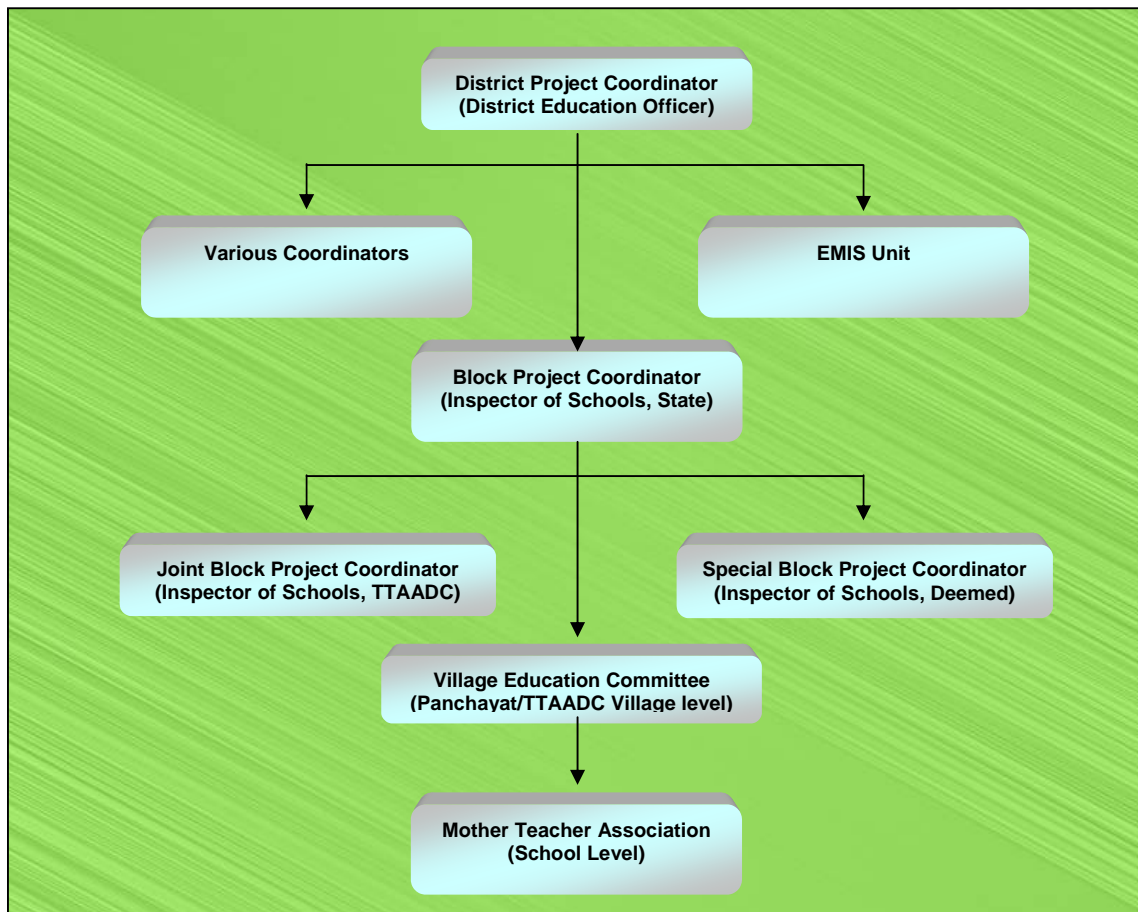 District Project Coordinator
(District Education Officer)
Various Coordinators
EMIS Unit
Block Project Coordinator
(Inspector of Schools, State)
Joint Block Project Coordinator
(Inspector of Schools, TTAADC)
Special Block Project Coordinator
(Inspector of Schools, Deemed)
Village Education Committee
(Panchayat/TTAADC Village level)
Mother Teacher Association
(School Level)